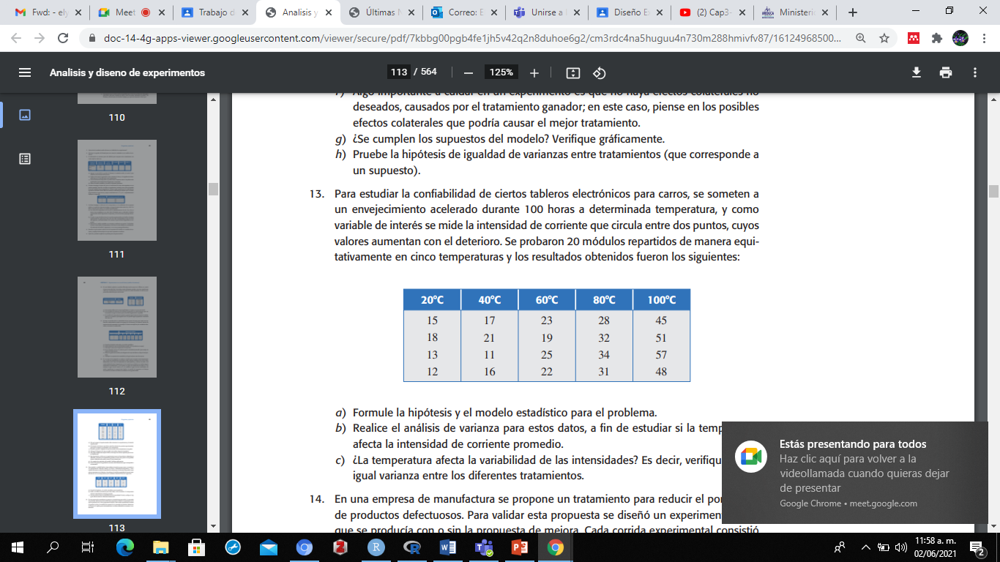 Fwd: - ely
Meet
Trabajo d
Analisis y
Últimas N
Correo: E
Unirse a
Diseño E
(2) Cap3-
Ministeri
doc-14-4g-apps-viewer.googleusercontent.com/viewer/secure/pdf/7kbbg00pgb4fe1jh5v42q2n8duhoe6g2/cm3rdc4na5huguu4n730m288hmivfv87/16124968500...
Analisis y diseno de experimentos
113 / 564
125%
110
111
112
113
f) Algo importante a cuidar en un experimento es que no haya efectos colaterales no
deseados, causados por el tratamiento ganador; en este caso, piense en los posibles
efectos colaterales que podría causar el mejor tratamiento.
g) ¿Se cumplen los supuestos del modelo? Verifique gráficamente.
h) Pruebe la hipótesis de igualdad de varianzas entre tratamientos (que corresponde a
un supuesto).
13. Para estudiar la confiabilidad de ciertos tableros electrónicos para carros, se someten a
un envejecimiento acelerado durante 100 horas a determinada temperatura, y como
variable de interés se mide la intensidad de corriente que circula entre dos puntos, cuyos
valores aumentan con el deterioro. Se probaron 20 módulos repartidos de manera equi-
tativamente en cinco temperaturas y los resultados obtenidos fueron los siguientes:
20°C 40°C 60°C 80°C 100°C
15 17 23 28 45
18 21 19 32 51
13 11 25 34 57
12 16 22 31 48
a) Formule la hipótesis y el modelo estadístico para el problema.
b) Realice el análisis de varianza para estos datos, a fin de estudiar si la temp
afecta la intensidad de corriente promedio.
c) ¿La temperatura afecta la variabilidad de las intensidades? Es decir, verifiqu
igual varianza entre los diferentes tratamientos.
14. En una empresa de manufactura se propone un tratamiento para reducir el po
de productos defectuosos. Para validar esta propuesta se diseñó un experimen
que se producía con o sin la propuesta de mejora. Cada corrida experimental consistió
Estás presentando para todos
Haz clic aquí para volver a la
videollamada cuando quieras dejar
de presentar
Google Chrome • meet.google.com
11:58 a. m.
02/06/2021
2